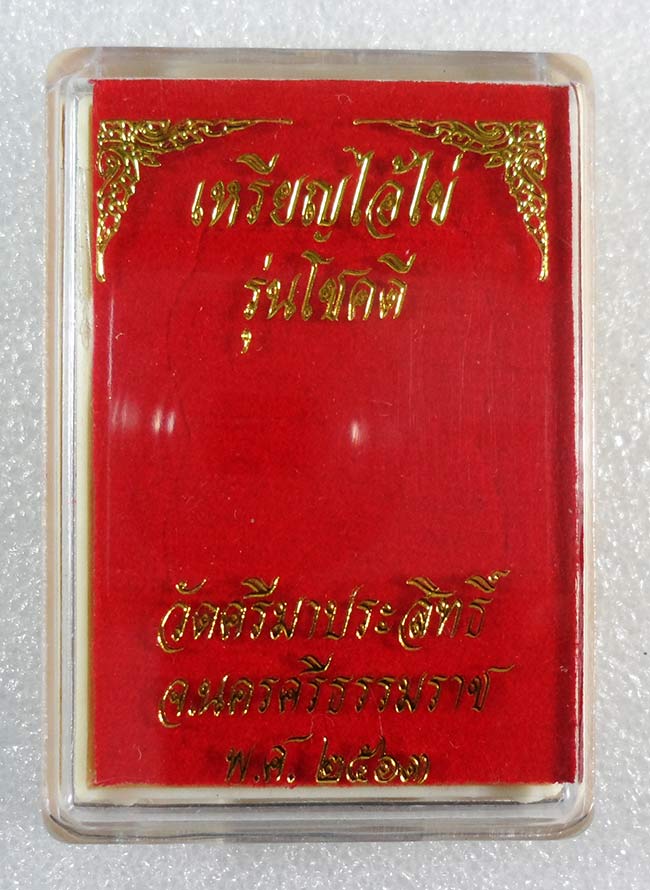 เหรียญไอ้ไข่
รุ่นโชคดี
วัดศรีมาประสิทธิ์
จ.นครศรีธรรมราช
พ.ศ. ๒๕๖๓